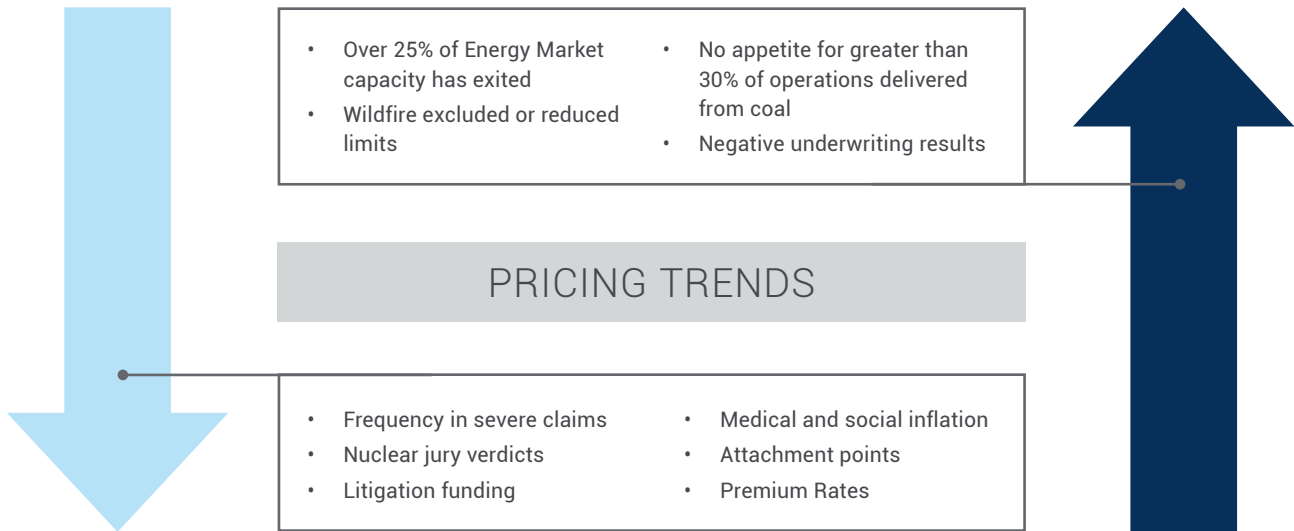 • Over 25% of Energy Market
capacity has exited
• Wildfire excluded or reduced
limits
• No appetite for greater than
30% of operations delivered
from coal
• Negative underwriting results
PRICING TRENDS
• Frequency in severe claims
• Nuclear jury verdicts
• Litigation funding
• Medical and social inflation
• Attachment points
• Premium Rates